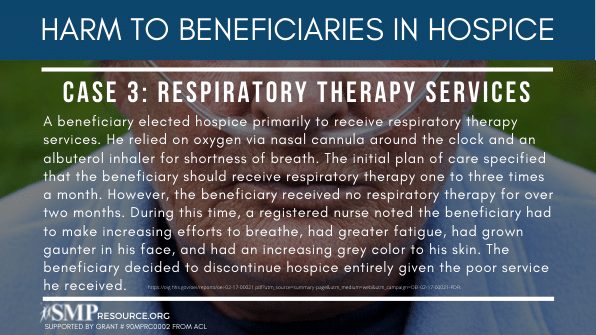 HARM TO BENEFICIARIES IN HOSPICE
CASE 3: RESPIRATORY THERAPY SERVICES
A beneficiary elected hospice primarily to receive respiratory therapy
services. He relied on oxygen via nasal cannula around the clock and an
albuterol inhaler for shortness of breath. The initial plan of care specified
that the beneficiary should receive respiratory therapy one to three times
a month. However, the beneficiary received no respiratory therapy for over
two months. During this time, a registered nurse noted the beneficiary had
to make increasing efforts to breathe, had greater fatigue, had grown
gaunter in his face, and had an increasing grey color to his skin. The
beneficiary decided to discontinue hospice entirely given the poor service
he received.
SMPRESOURCE.ORG
SUPPORTED BY GRANT # 90MPRC0002 FROM ACL